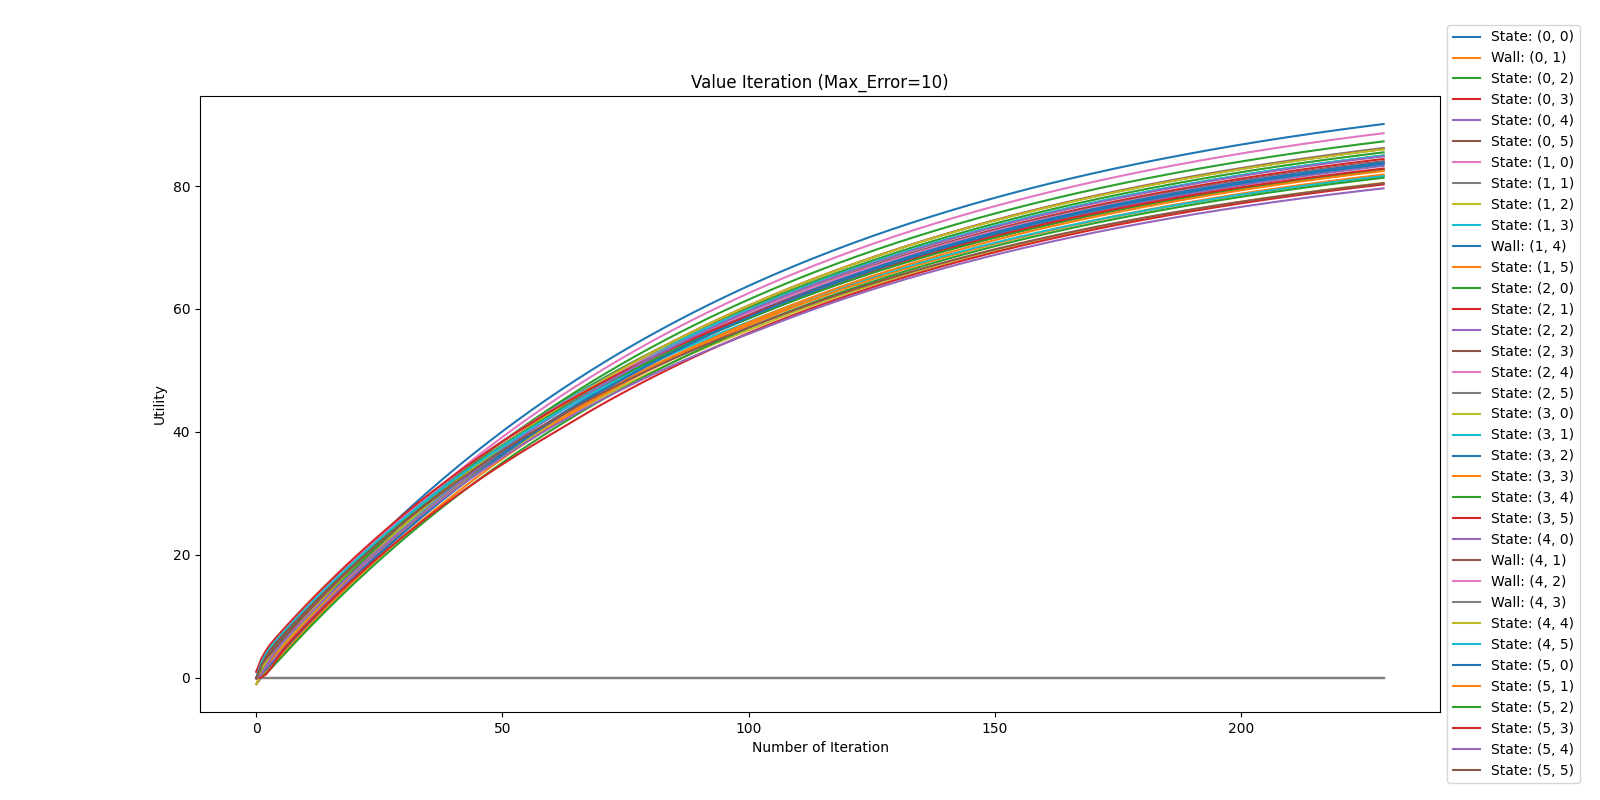 Value Iteration (Max_Error=10)
Utility
80
60
40
20
0
0
50
100
150
200
Number of Iteration
State: (0, 0)
Wall: (0, 1)
State: (0, 2)
State: (0, 3)
State: (0, 4)
State: (0, 5)
State: (1, 0)
State: (1, 1)
State: (1, 2)
State: (1, 3)
Wall: (1, 4)
State: (1, 5)
State: (2, 0)
State: (2, 1)
State: (2, 2)
State: (2, 3)
State: (2, 4)
State: (2, 5)
State: (3, 0)
State: (3, 1)
State: (3, 2)
State: (3, 3)
State: (3, 4)
State: (3, 5)
State: (4, 0)
Wall: (4, 1)
Wall: (4, 2)
Wall: (4, 3)
State: (4, 4)
State: (4, 5)
State: (5, 0)
State: (5, 1)
State: (5, 2)
State: (5, 3)
State: (5, 4)
State: (5, 5)